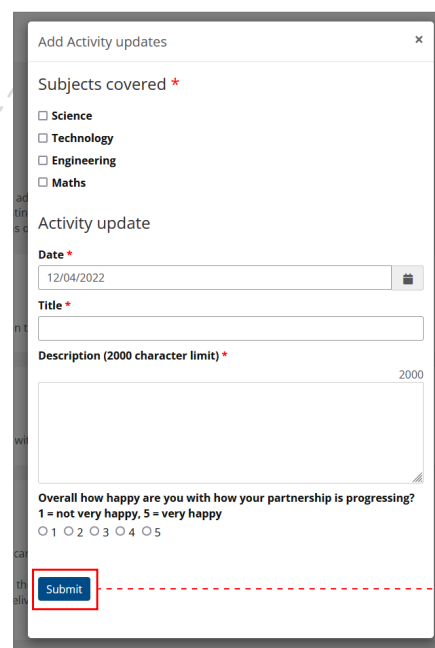 Add Activity updates ×
Subjects covered *
Science
Technology
Engineering
Maths
Activity update
Date *
12/04/2022
Title *
Description (2000 character limit) *
2000
Overall how happy are you with how your partnership is progressing?
1 = not very happy, 5 = very happy
1 2 3 4 5
Submit